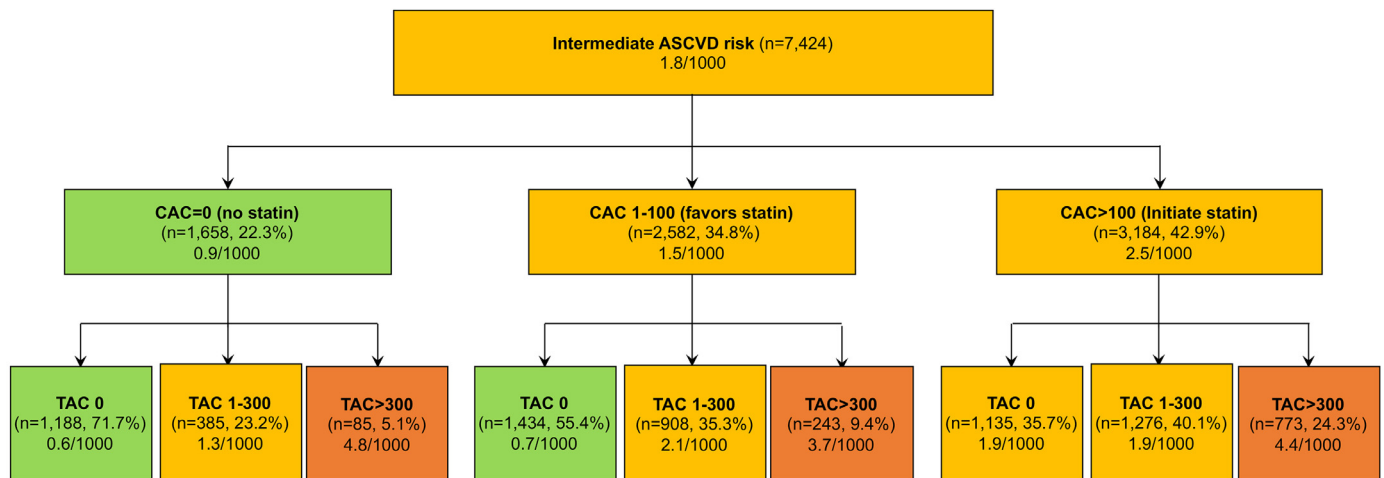 Intermediate ASCVD risk (n=7,424)
1.8/1000
CAC=0 (no statin)
(n=1,658, 22.3%)
0.9/1000
CAC 1-100 (favors statin)
(n=2,582, 34.8%)
1.5/1000
CAC>100 (Initiate statin)
(n=3,184, 42.9%)
2.5/1000
TAC 0
(n=1,188, 71.7%)
0.6/1000
TAC 1-300
(n=385, 23.2%)
1.3/1000
TAC>300
(n=85, 5.1%)
4.8/1000
TAC 0
(n=1,434, 55.4%)
0.7/1000
TAC 1-300
(n=908, 35.3%)
2.1/1000
TAC>300
(n=243, 9.4%)
3.7/1000
TAC 0
(n=1,135, 35.7%)
1.9/1000
TAC 1-300
(n=1,276, 40.1%)
1.9/1000
TAC>300
(n=773, 24.3%)
4.4/1000